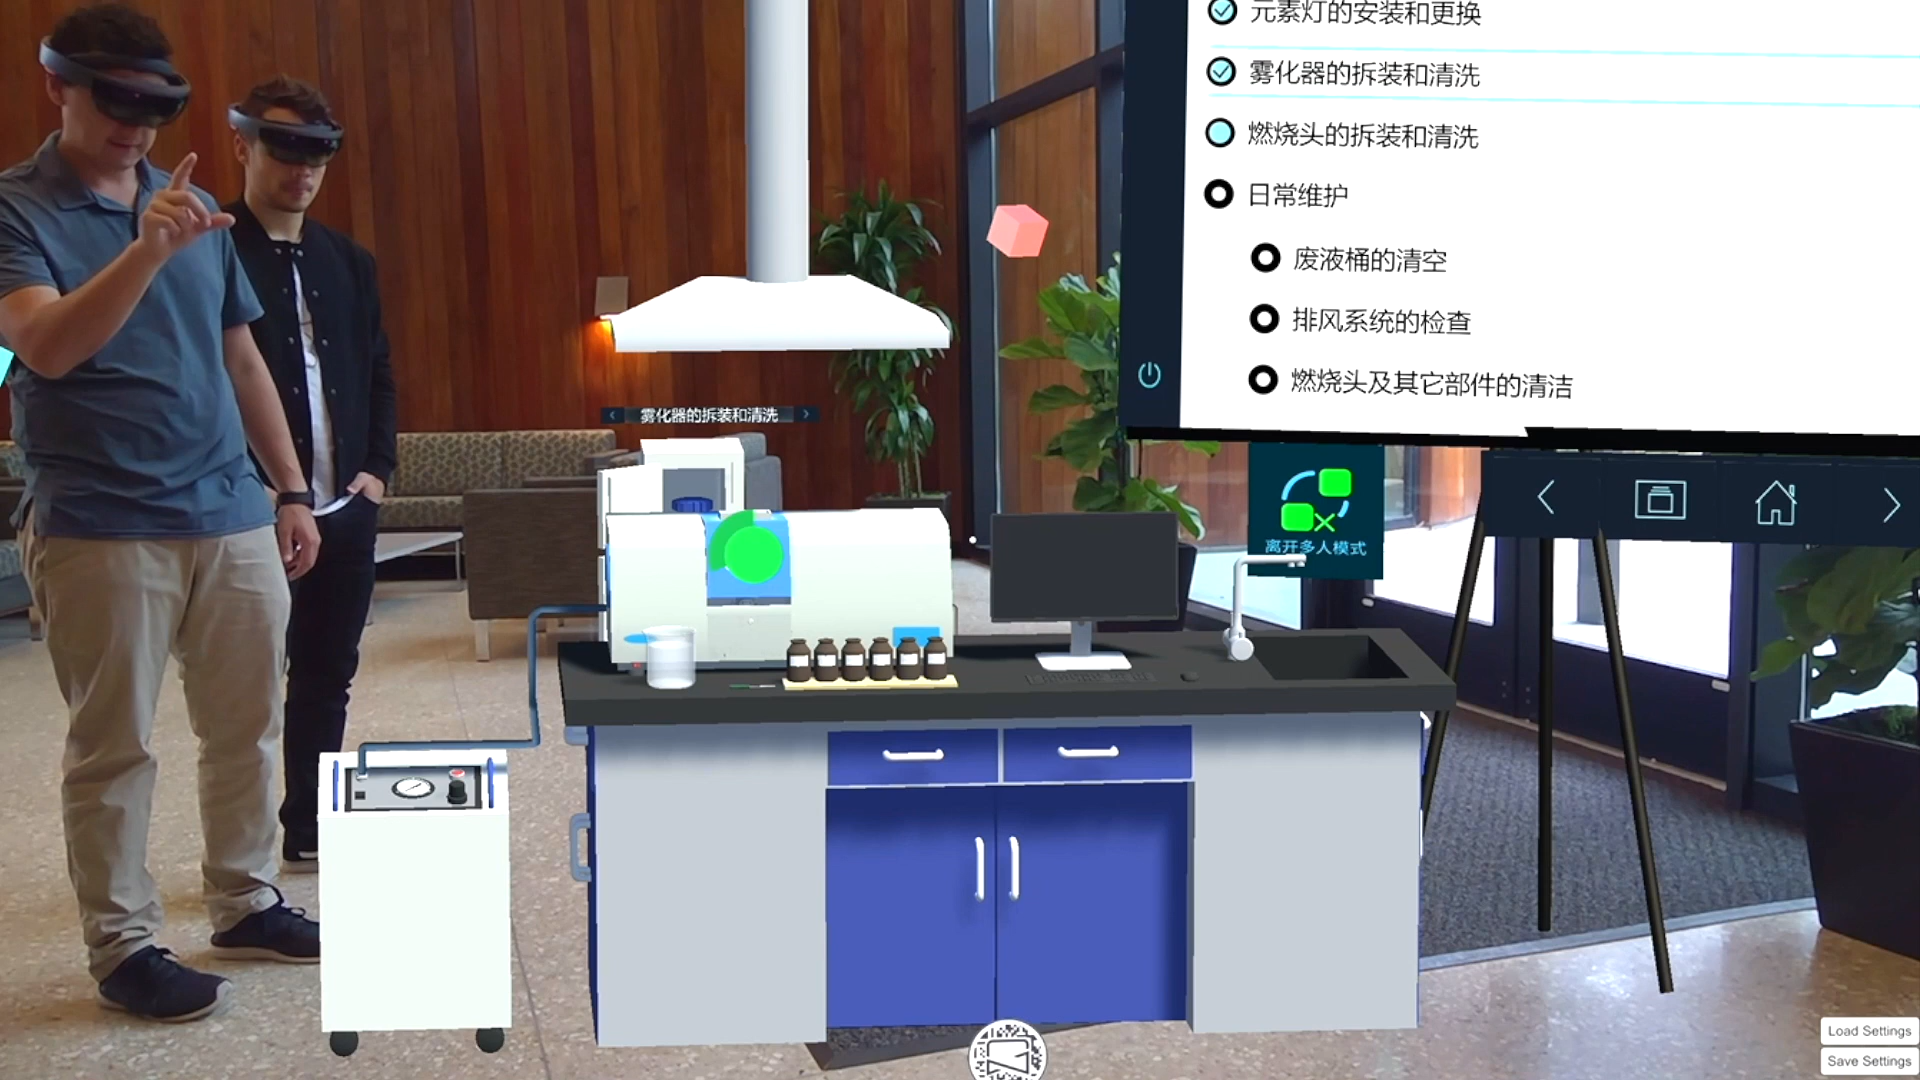 元素灯的安装和更换
雾化器的拆装和清洗
燃烧头的拆装和清洗
日常维护
废液桶的清空
排风系统的检查
燃烧头及其它部件的清洁
雾化器的拆装和清洗
离开多人模式
Load Settings
Save Settings